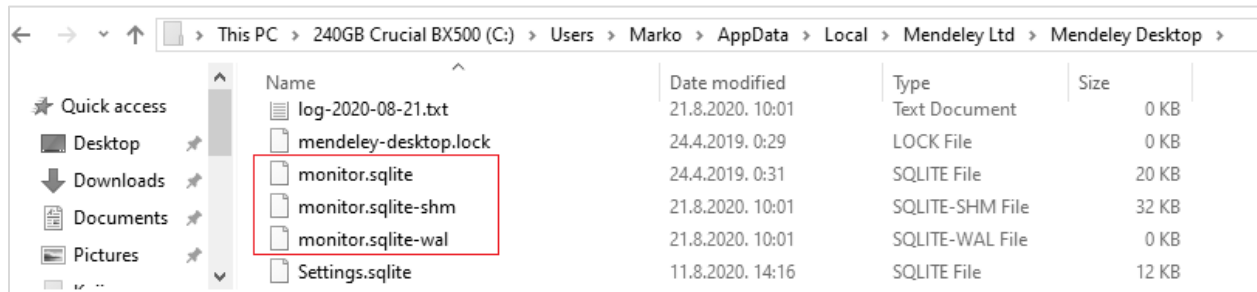 This PC > 240GB Crucial BX500 (C:) > Users > Marko > AppData > Local > Mendeley Ltd > Mendeley Desktop >
Name Date modified Type Size
Quick access
Desktop
Downloads
Documents
Pictures
log-2020-08-21.txt 21.8.2020. 10:01 Text Document 0 KB
mendeley-desktop.lock 24.4.2019. 0:29 LOCK File 0 KB
monitor.sqlite 24.4.2019. 0:31 SQLITE File 20 KB
monitor.sqlite-shm 21.8.2020. 10:01 SQLITE-SHM File 32 KB
monitor.sqlite-wal 21.8.2020. 10:01 SQLITE-WAL File 0 KB
Settings.sqlite 11.8.2020. 14:16 SQLITE File 12 KB